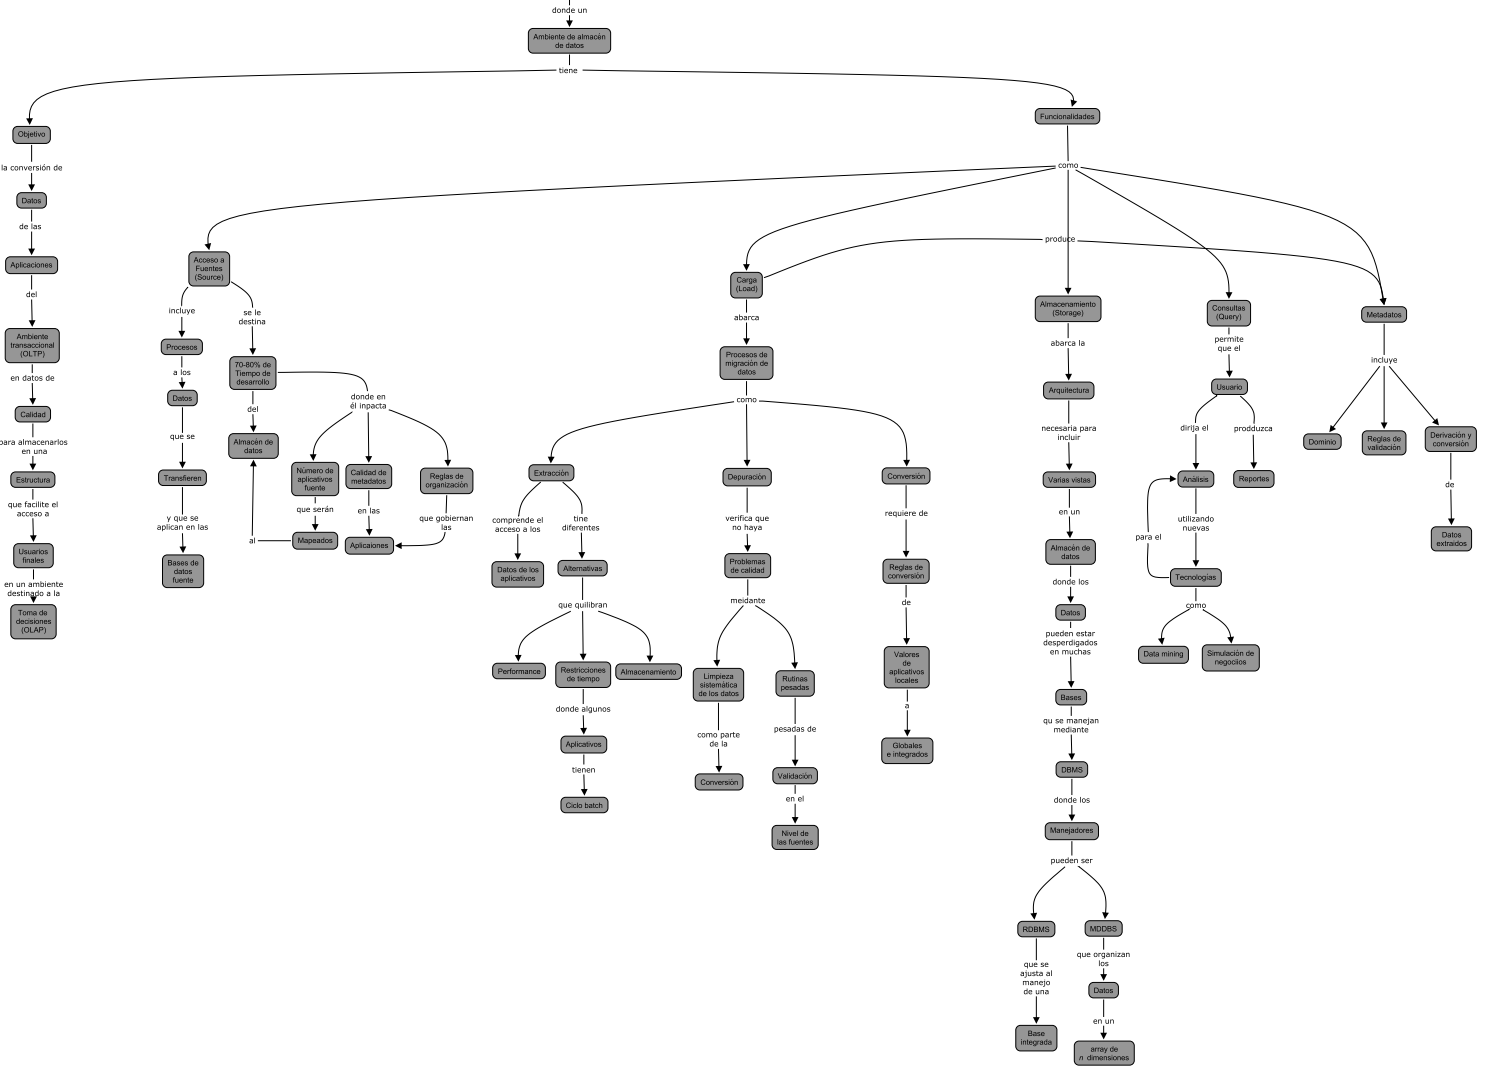 donde un
Ambiente de almacén
de datos
tiene
Objetivo
la conversión de
Datos
de las
Aplicaciones
del
Ambiente
transaccional
(OLTP)
en datos de
Calidad
para almacenarlos
en una
Estructura
que facilite el
acceso a
Usuarios
finales
en un ambiente
destinado a la
Toma de
decisiones
(OLAP)
Funcionalidades
como
Acceso a
Fuentes
(Source)
incluye
Procesos
a los
Datos
que se
Transfieren
y que se
aplican en las
Bases de
datos
fuente
se le
destina
70-80% de
Tiempo de
desarrollo
del
Almacén de
datos
donde en
él inpacta
Número de
aplicativos
fuente
que serán
Mapeados
al
Calidad de
metadatos
en las
Aplicaiones
Reglas de
organización
que gobiernan
las
Carga
(Load)
produce
abarca
Procesos de
migración de
datos
como
Extracción
comprende el
acceso a los
Datos de los
aplicativos
tine
diferentes
Alternativas
que quilibran
Performance
Restricciones
de tiempo
Almacenamiento
donde algunos
Aplicativos
tienen
Ciclo batch
Depuración
verifica que
no haya
Problemas
de calidad
meidante
Limpieza
sistemática
de los datos
como parte
de la
Conversión
Rutinas
pesadas
pesadas de
Validación
en el
Nivel de
las fuentes
Conversión
requiere de
Reglas de
conversión
de
Valores
de
aplicativos
locales
a
Globales
e integrados
Almacenamiento
(Storage)
abarca la
Arquitectura
necesaria para
incluir
Varias vistas
en un
Almacén de
datos
donde los
Datos
pueden estar
desperdigados
en muchas
Bases
qu se manejan
mediante
DBMS
donde los
Manejadores
pueden ser
RDBMS
que se
ajusta al
manejo
de una
Base
integrada
MDDBS
que organizan
los
Datos
en un
array de
n dimensiones
Consultas
(Query)
permite
que el
Usuario
dirija el
Análisis
utilizando
nuevas
para el
Tecnologías
como
Data mining
Simulación de
negociios
prodduzca
Reportes
Metadatos
incluye
Dominio
Reglas de
validación
Derivación y
conversión
de
Datos
extraidos